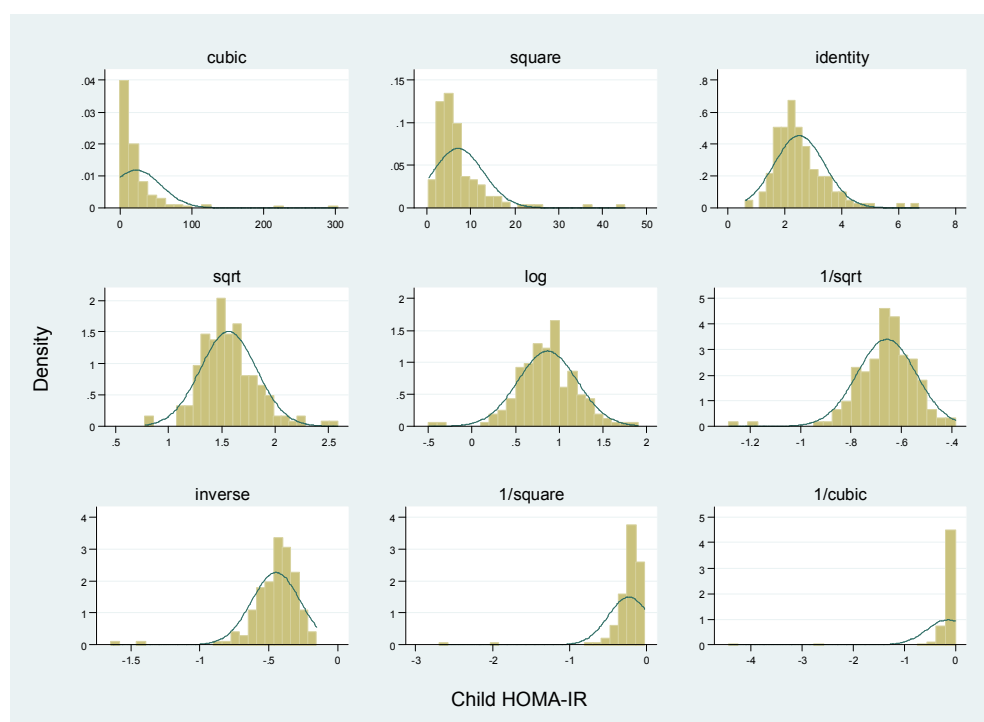 cubic
square
identity
.04
.03
.02
.01
0
0 100 200 300
.15
.1
.05
0
0 10 20 30 40 50
.8
.6
.4
.2
0
0 2 4 6 8
sqrt
log
1/sqrt
2
1.5
1
.5
0
.5 1 1.5 2 2.5
2
1.5
1
.5
0
-.5 0 .5 1 1.5 2
5
4
3
2
1
0
-1.2 -1 -.8 -.6 -.4
inverse
1/square
1/cubic
4
3
2
1
0
-1.5 -1 -.5 0
4
3
2
1
0
-3 -2 -1 0
5
4
3
2
1
0
-4 -3 -2 -1 0
Density
Child HOMA-IR